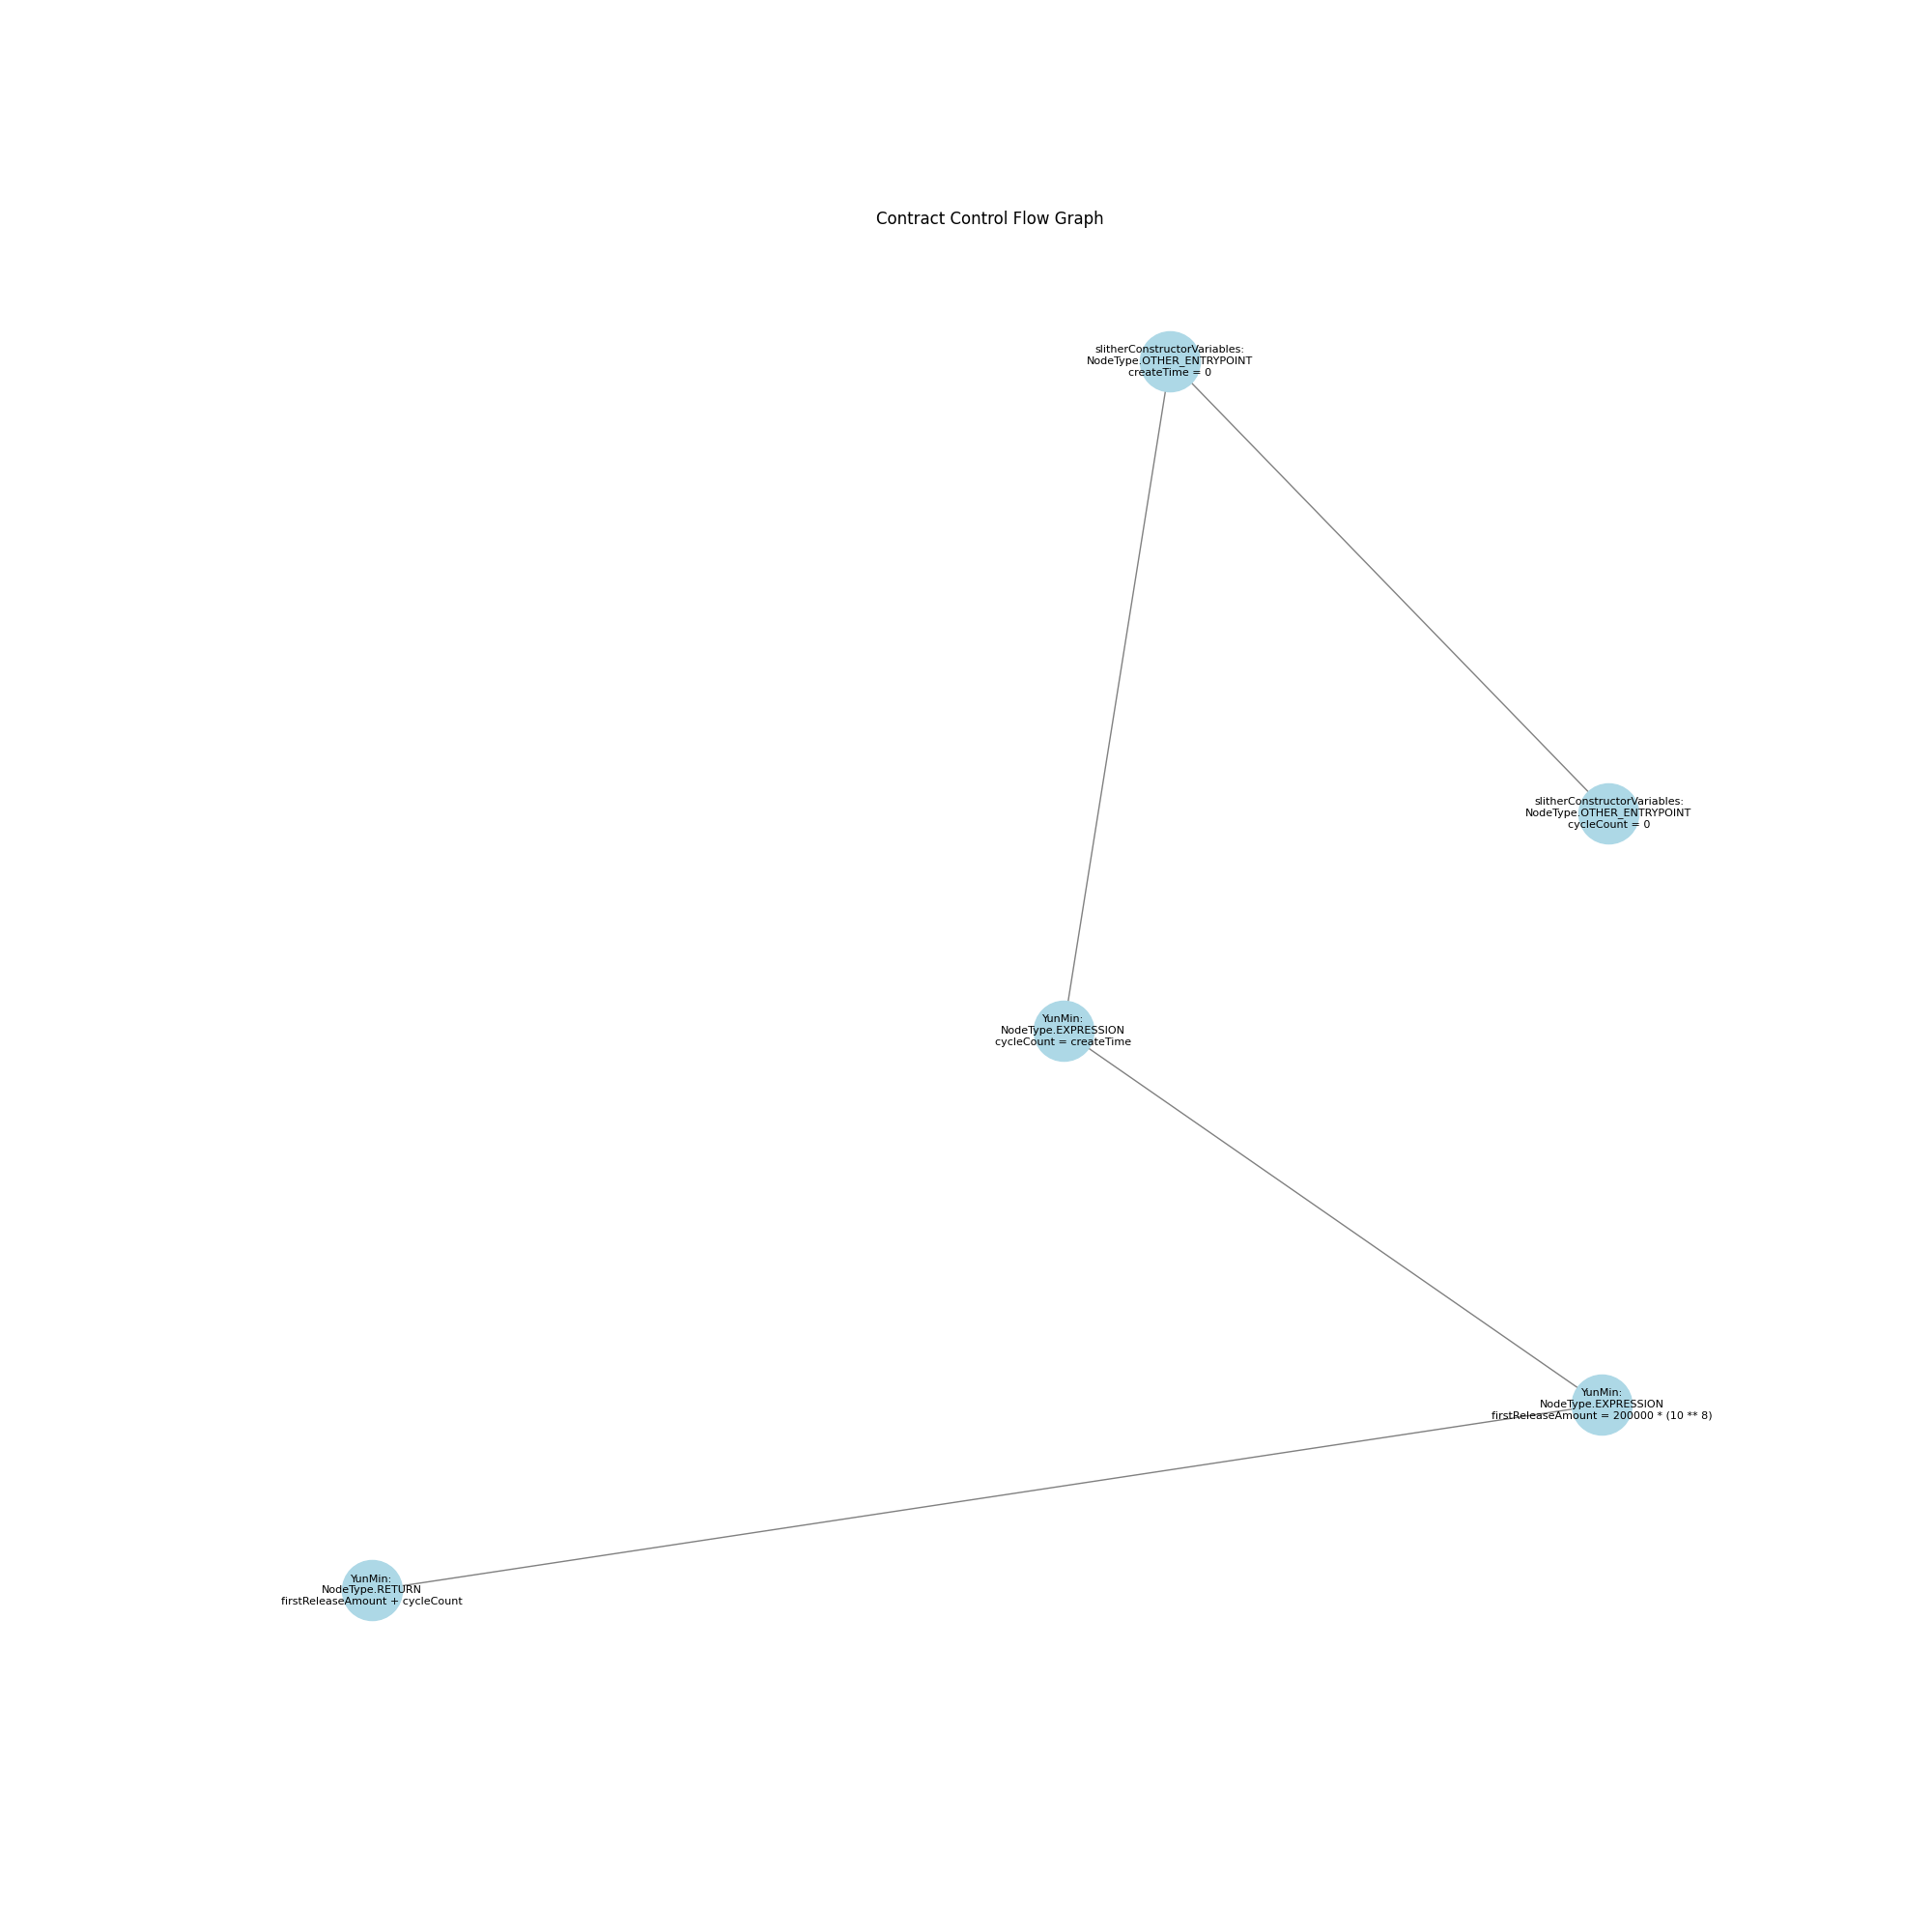 Contract Control Flow Graph
slitherConstructorVariables:
NodeType.OTHER_ENTRYPOINT
createTime = 0
slitherConstructorVariables:
NodeType.OTHER_ENTRYPOINT
cycleCount = 0
YunMin:
NodeType.EXPRESSION
cycleCount = createTime
YunMin:
NodeType.EXPRESSION
firstReleaseAmount = 200000 * (10 ** 8)
YunMin:
NodeType.RETURN
firstReleaseAmount + cycleCount